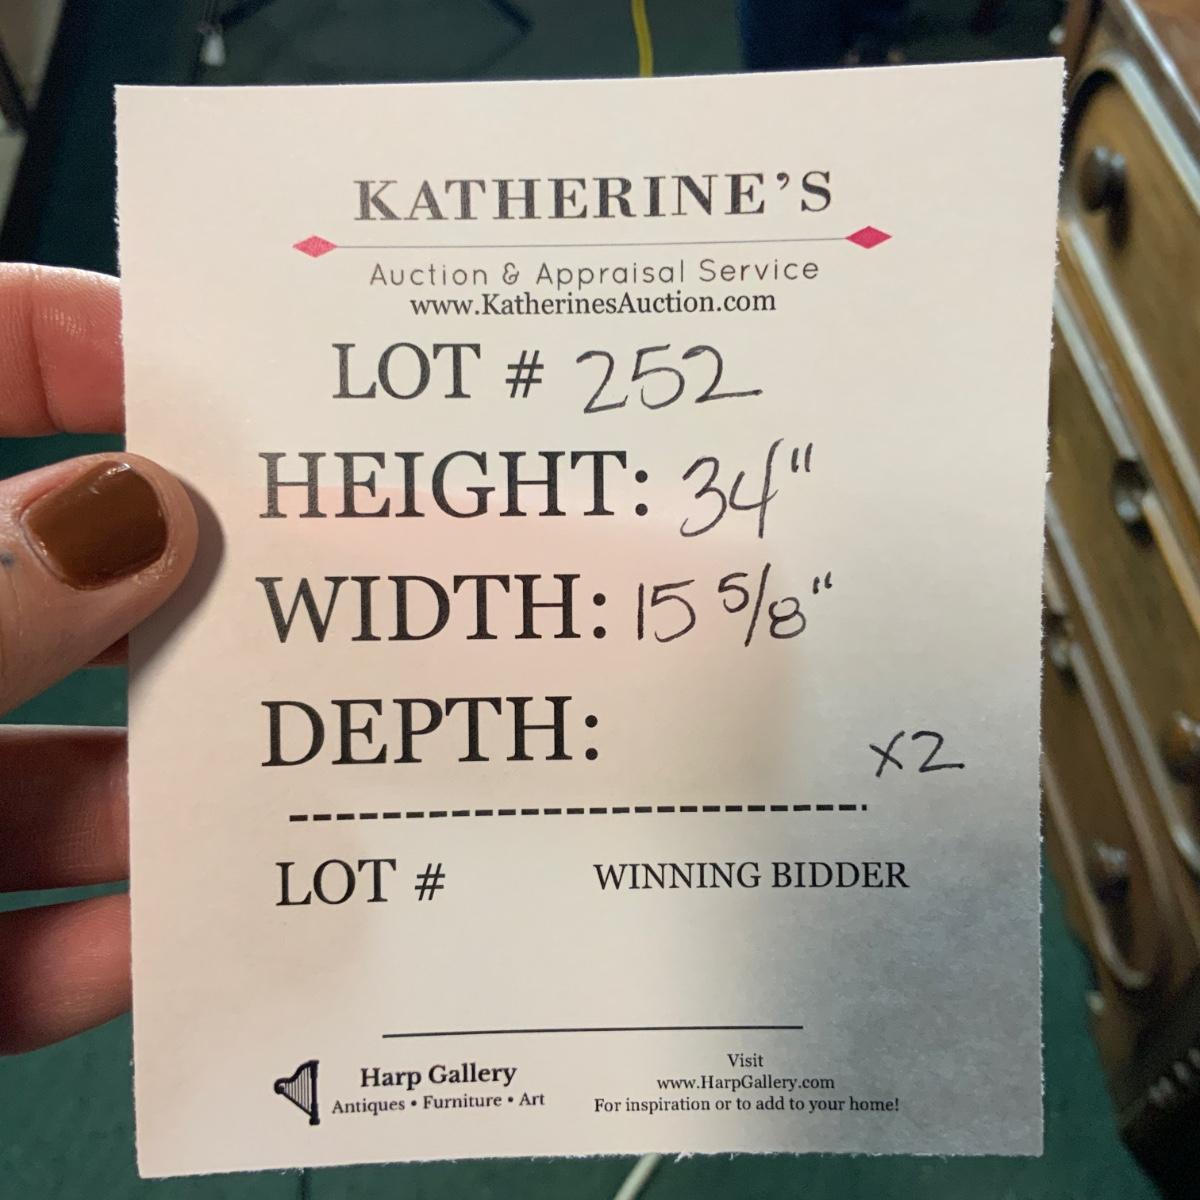 KATHERINE'S
Auction & Appraisal Service
www.KatherinesAuction.com
LOT # 252
HEIGHT: 34"
WIDTH: 15 5/8"
DEPTH:
x2
LOT #
WINNING BIDDER
Harp Gallery
Antiques • Furniture • Art
Visit
www.HarpGallery.com
For inspiration or to add to your home!